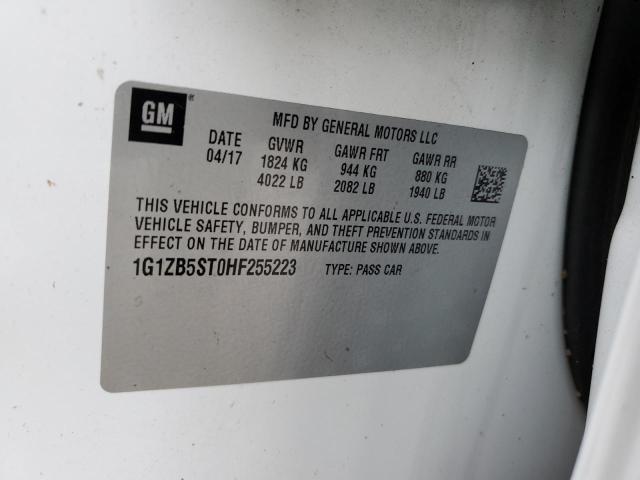 GM ®
MFD BY GENERAL MOTORS LLC
DATE GVWR GAWR FRT GAWR RR
04/17 1824 KG 944 KG 880 KG
4022 LB 2082 LB 1940 LB
THIS VEHICLE CONFORMS TO ALL APPLICABLE U.S. FEDERAL MOTOR
VEHICLE SAFETY, BUMPER, AND THEFT PREVENTION STANDARDS IN
EFFECT ON THE DATE OF MANUFACTURE SHOWN ABOVE.
1G1ZB5ST0HF255223 TYPE: PASS CAR